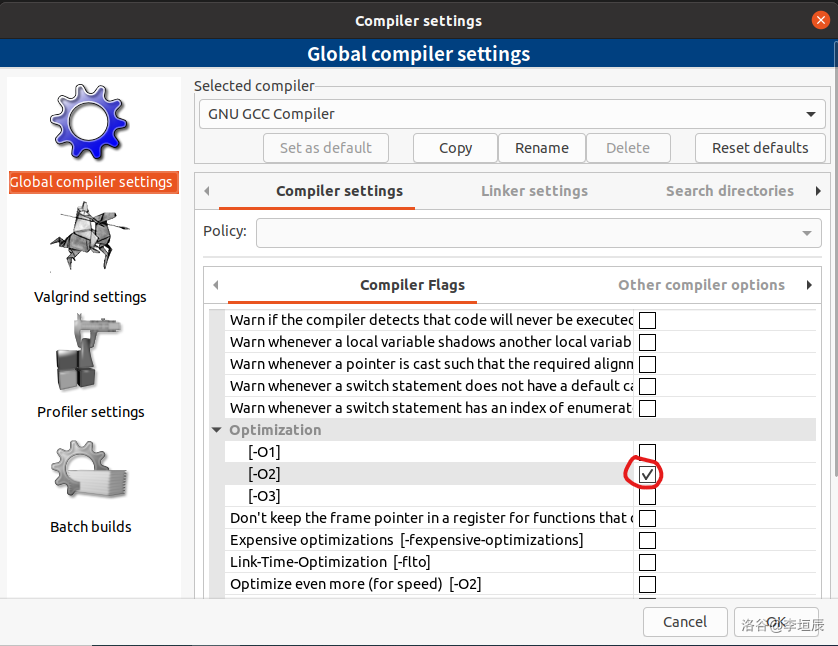 Compiler settings
Global compiler settings
Global compiler settings
Valgrind settings
Profiler settings
Batch builds
Selected compiler
GNU GCC Compiler
Set as default
Copy
Rename
Delete
Reset defaults
Compiler settings
Linker settings
Search directories
Policy:
Compiler Flags
Other compiler options
Warn if the compiler detects that code will never be executed
Warn whenever a local variable shadows another local variab
Warn whenever a pointer is cast such that the required alignm
Warn whenever a switch statement does not have a default ca
Warn whenever a switch statement has an index of enumerat
Optimization
[-O1]
[-O2]
[-O3]
Don't keep the frame pointer in a register for functions that d
Expensive optimizations [-fexpensive-optimizations]
Link-Time-Optimization [-flto]
Optimize even more (for speed) [-O2]
Cancel
OK
洛谷@李垣辰